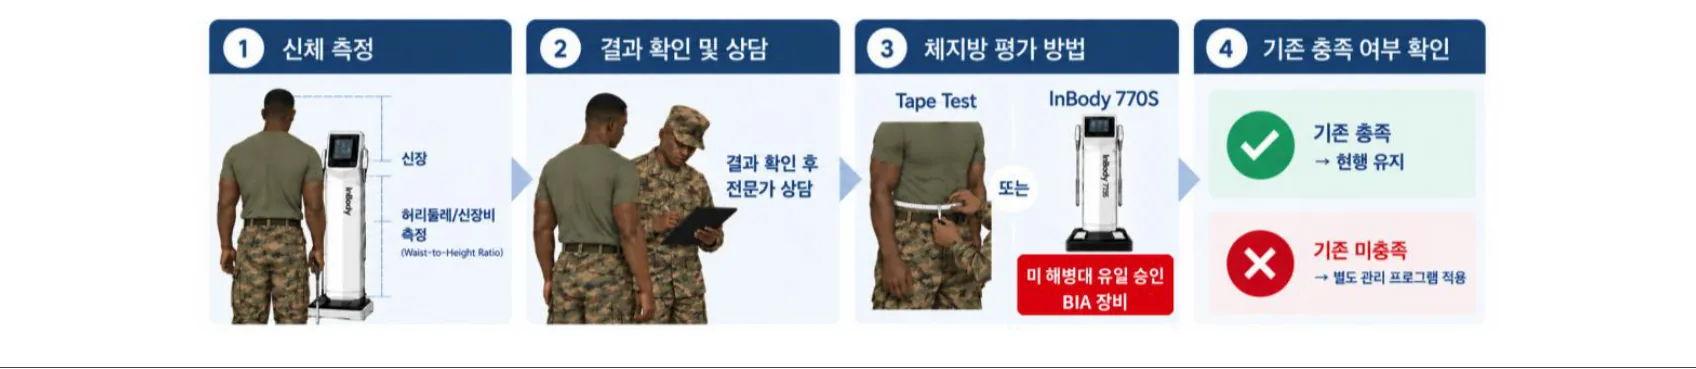 1 신체 측정
신장
허리둘레/신장비
측정
(Waist-to-Height Ratio)
InBody
2 결과 확인 및 상담
결과 확인 후
전문가 상담
3 체지방 평가 방법
Tape Test
또는
InBody 770S
InBody 770S
미 해병대 유일 승인
BIA 장비
4 기존 충족 여부 확인
기존 충족
→ 현행 유지
기존 미충족
→ 별도 관리 프로그램 적용